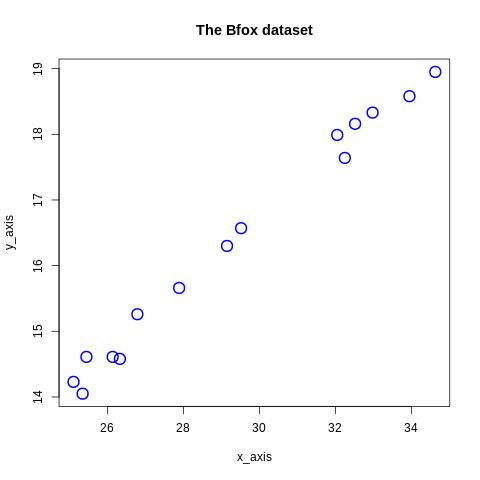 The Bfox dataset
19
18
17
16
15
14
y_axis
26 28 30 32 34
x_axis